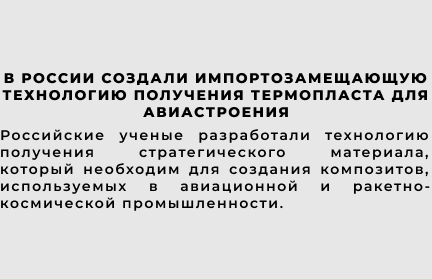 В РОССИИ СОЗДАЛИ ИМПОРТОЗАМЕЩАЮЩУЮ
ТЕХНОЛОГИЮ ПОЛУЧЕНИЯ ТЕРМОПЛАСТА ДЛЯ
АВИАСТРОЕНИЯ
Российские ученые разработали технологию
получения стратегического материала,
который необходим для создания композитов,
используемых в авиационной и ракетно-
космической промышленности.